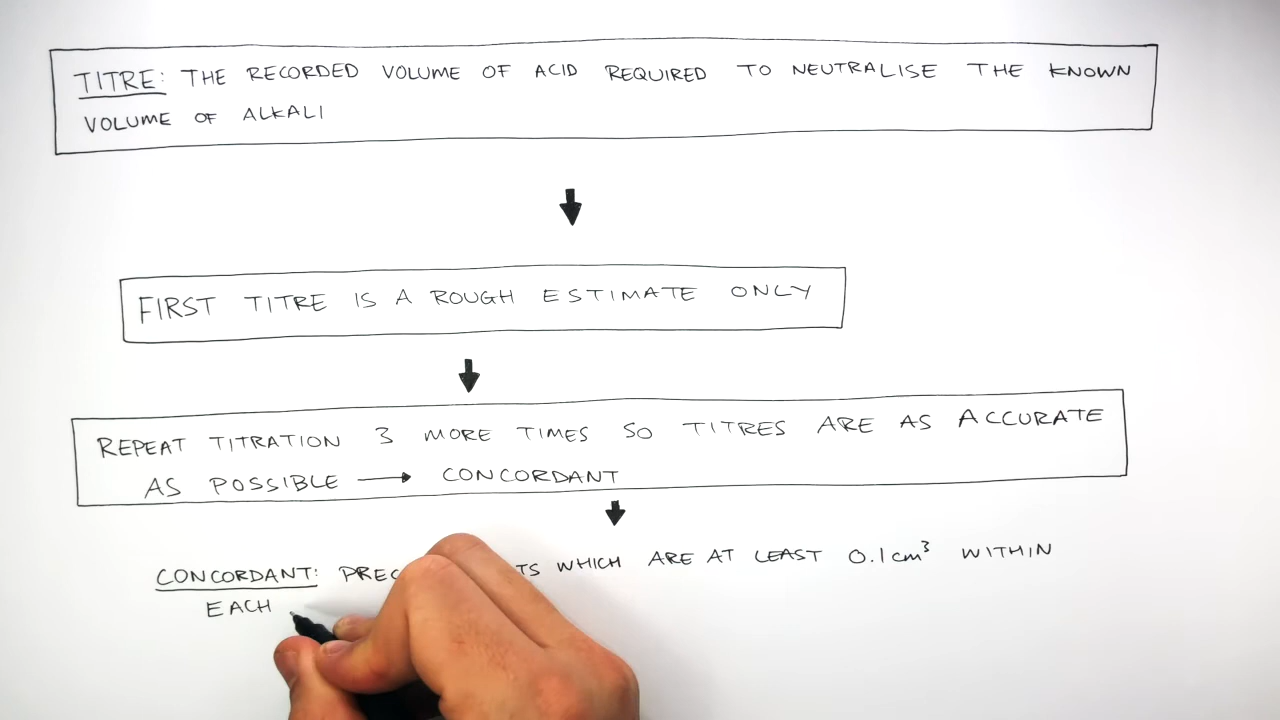 TITRE: THE RECORDED VOLUME OF ACID REQUIRED TO NEUTRALISE THE KNOWN
VOLUME OF ALKALI
FIRST TITRE IS A ROUGH ESTIMATE ONLY
REPEAT TITRATION 3 MORE TIMES SO TITRES ARE AS ACCURATE
AS POSSIBLE → CONCORDANT
CONCORDANT: WHICH ARE AT LEAST 0.1cm³ WITHIN
EACH